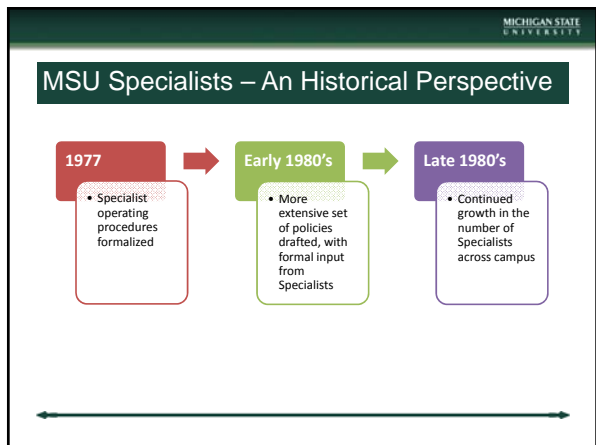 MICHIGAN STATE
UNIVERSITY
MSU Specialists – An Historical Perspective
1977
• Specialist
operating
procedures
formalized
Early 1980's
• More
extensive set
of policies
drafted, with
formal input
from
Specialists
Late 1980's
• Continued
growth in the
number of
Specialists
across campus